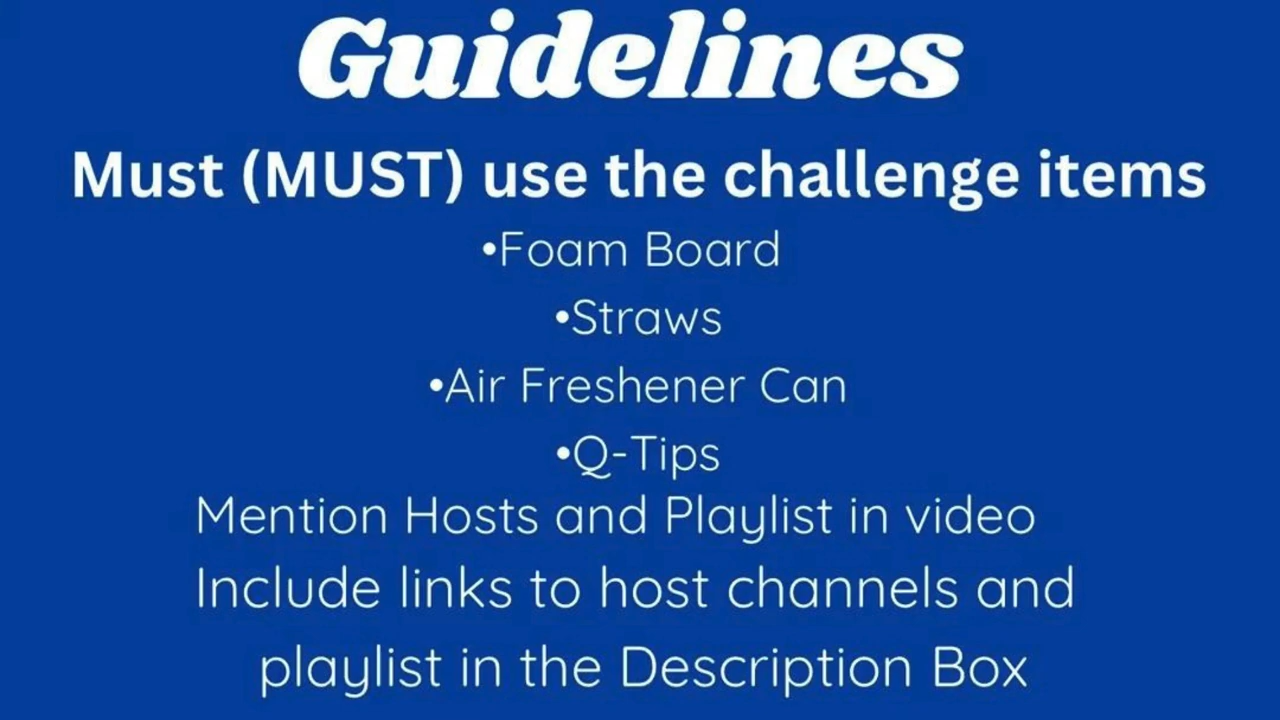 Guidelines
Must (MUST) use the challenge items
•Foam Board
•Straws
•Air Freshener Can
•Q-Tips
Mention Hosts and Playlist in video
Include links to host channels and
playlist in the Description Box